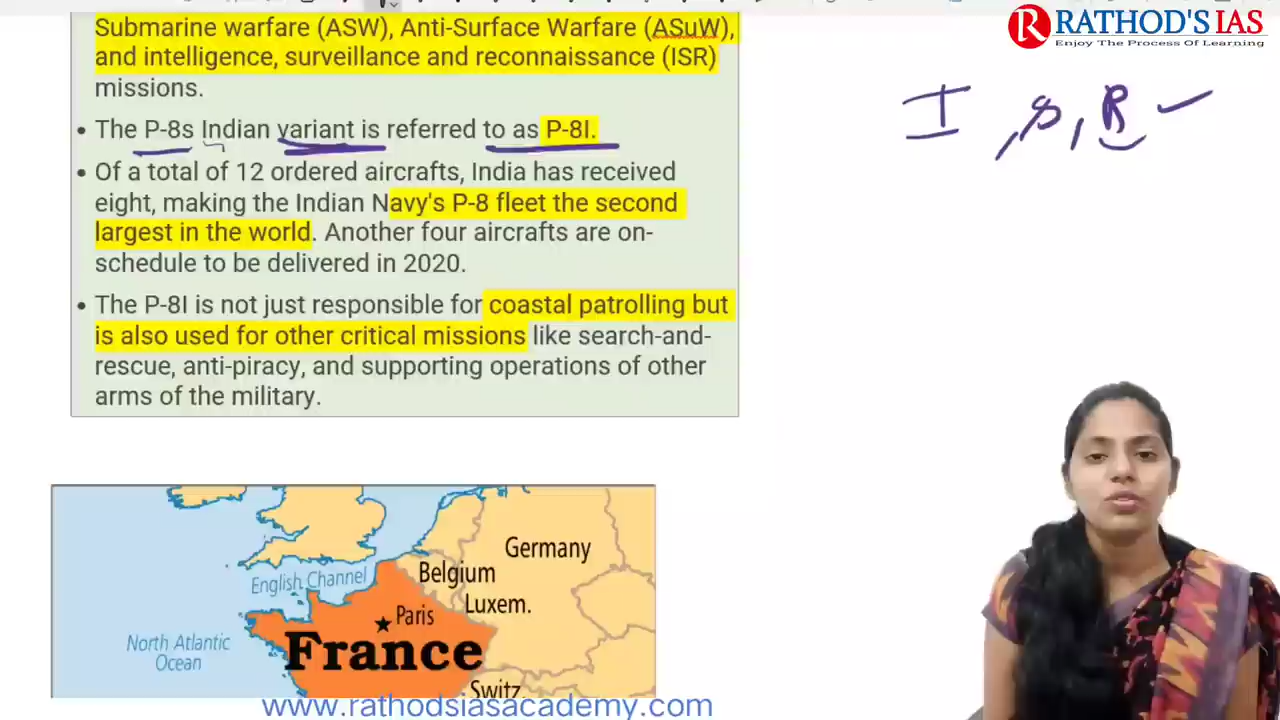 RATHOD'S IAS
Enjoy The Process Of Learning
Submarine warfare (ASW), Anti-Surface Warfare (ASuW),
and intelligence, surveillance and reconnaissance (ISR)
missions.
• The P-8s Indian variant is referred to as P-8I.
I, S, R
• Of a total of 12 ordered aircrafts, India has received
eight, making the Indian Navy's P-8 fleet the second
largest in the world. Another four aircrafts are on-
schedule to be delivered in 2020.
• The P-8I is not just responsible for coastal patrolling but
is also used for other critical missions like search-and-
rescue, anti-piracy, and supporting operations of other
arms of the military.
Germany
English Channel
Belgium
Luxem.
Paris
North Atlantic
Ocean
France
Switz.
www.rathodsiasacademy.com